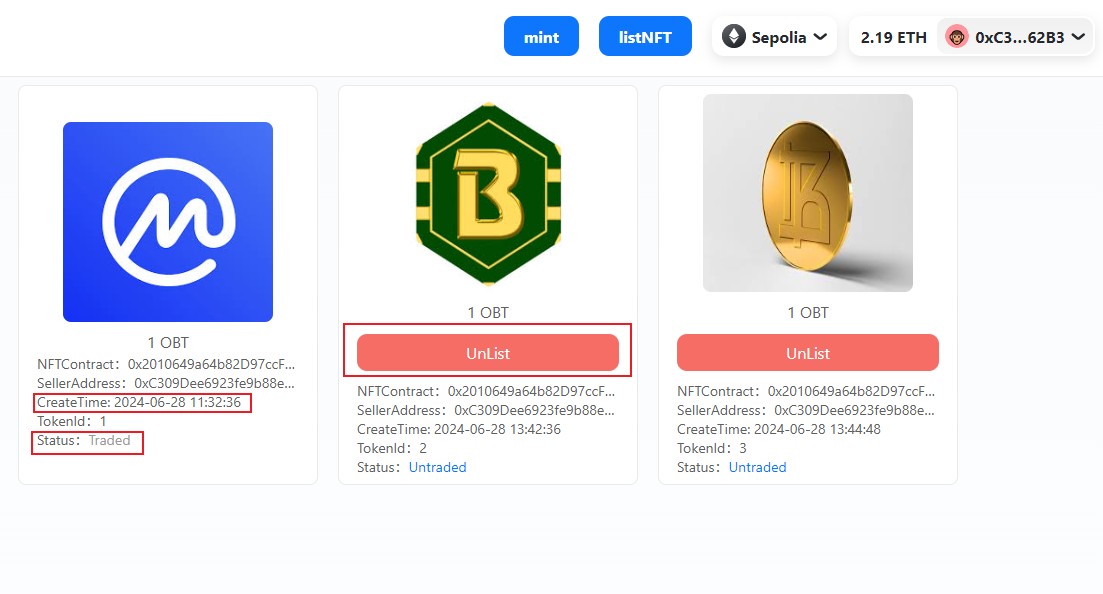 mint
listNFT
Sepolia
2.19 ETH
0xC3...62B3
1 OBT
NFTContract：0x2010649a64b82D97ccF...
SellerAddress：0xC309Dee6923fe9b88e...
CreateTime: 2024-06-28 11:32:36
TokenId：1
Status：Traded
B
1 OBT
UnList
NFTContract：0x2010649a64b82D97ccF...
SellerAddress：0xC309Dee6923fe9b88e...
CreateTime: 2024-06-28 13:42:36
TokenId：2
Status：Untraded
1 OBT
UnList
NFTContract：0x2010649a64b82D97ccF...
SellerAddress：0xC309Dee6923fe9b88e...
CreateTime: 2024-06-28 13:44:48
TokenId：3
Status：Untraded